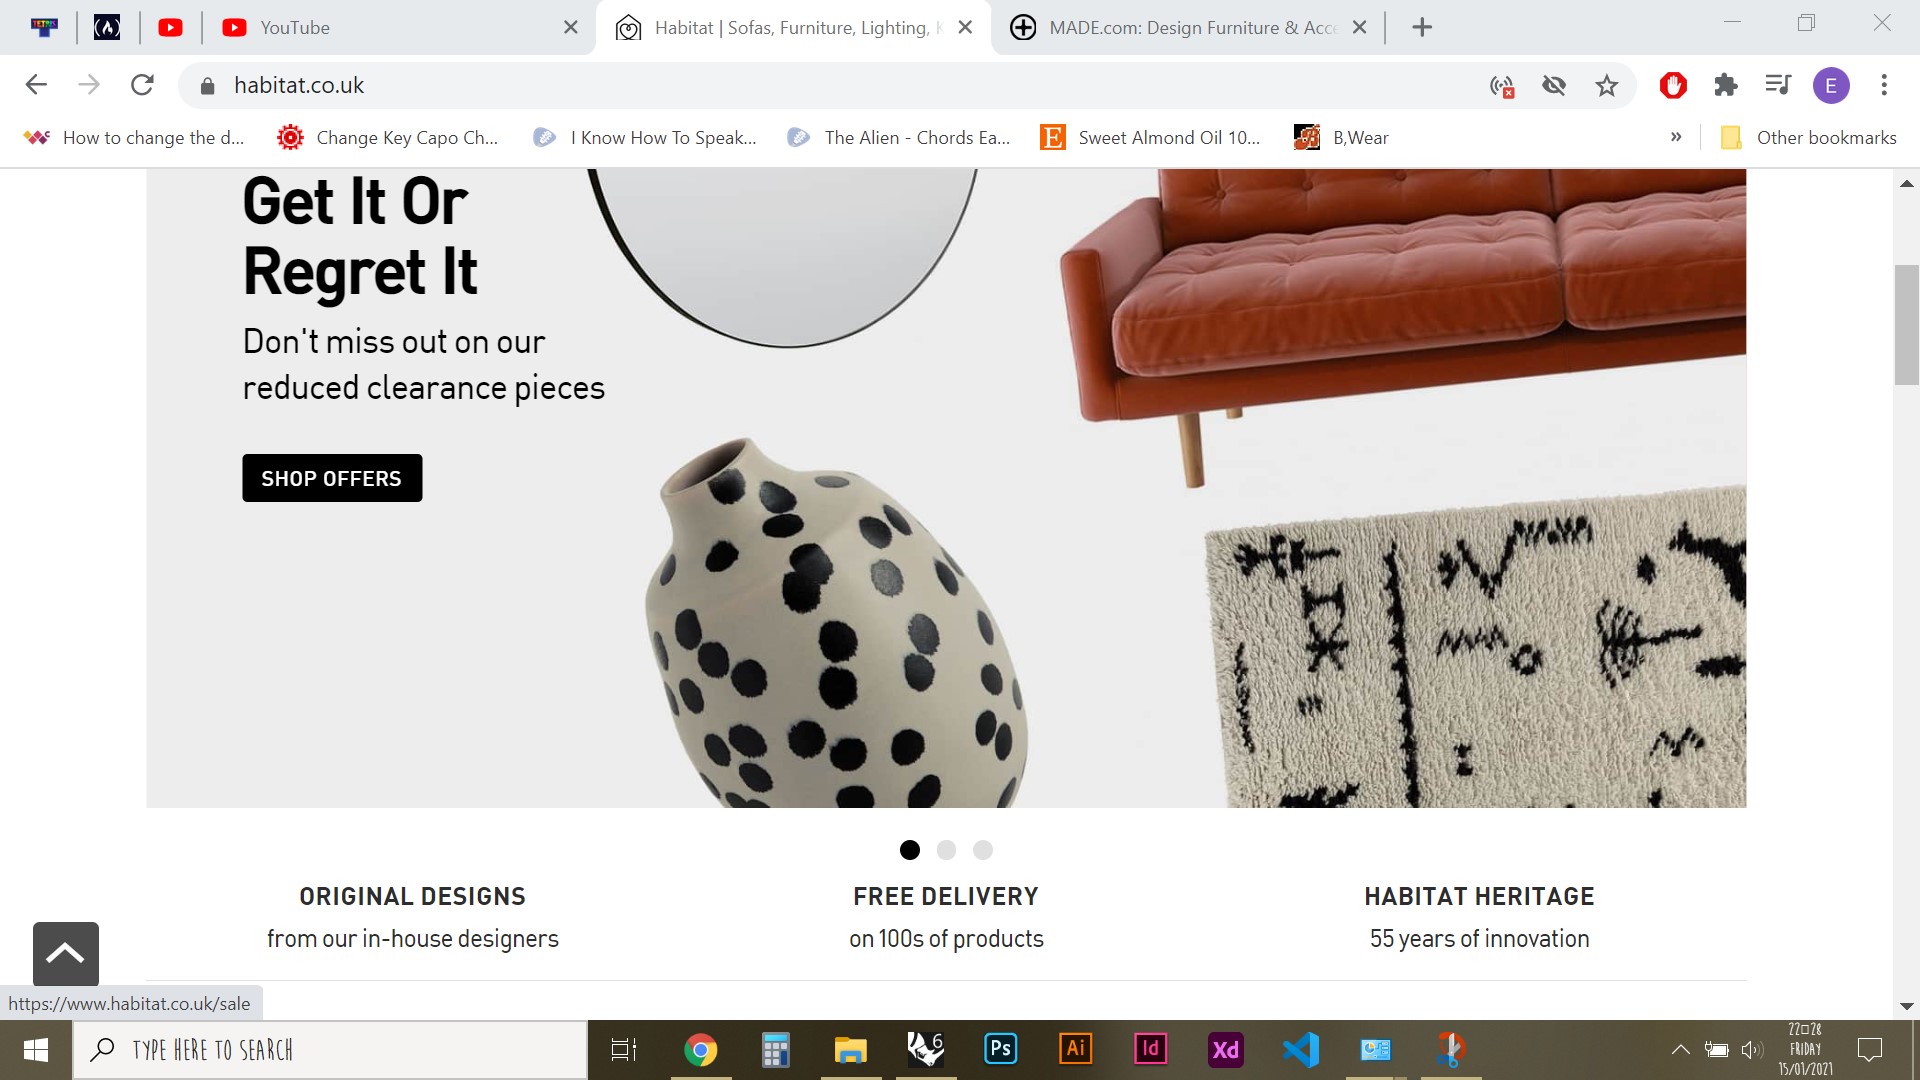 YouTube
Habitat | Sofas, Furniture, Lighting, K
MADE.com: Design Furniture & Acce
habitat.co.uk
E
How to change the d...
Change Key Capo Ch...
I Know How To Speak...
The Alien - Chords Ea...
E
Sweet Almond Oil 10...
B,Wear
»
Other bookmarks
Get It Or
Regret It
Don't miss out on our
reduced clearance pieces
SHOP OFFERS
ORIGINAL DESIGNS
from our in-house designers
FREE DELIVERY
on 100s of products
HABITAT HERITAGE
55 years of innovation
https://www.habitat.co.uk/sale
TYPE HERE TO SEARCH
6
Ps
Ai
Id
Xd
22□28
FRIDAY
15/01/2021